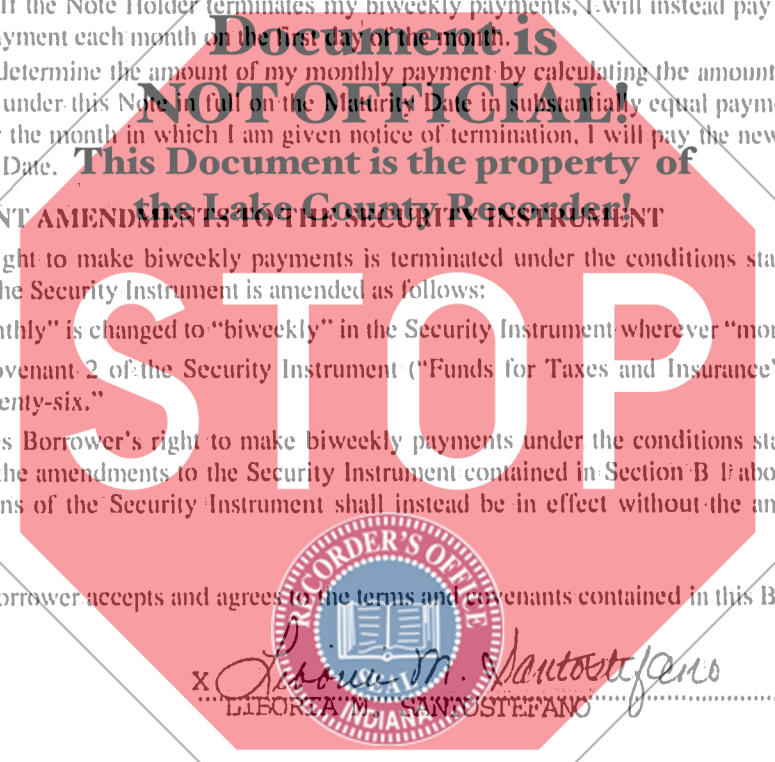 If the Note Holder terminates my biweekly payments, I will instead pay
Document is
yment each month on the first day of the month.
determine the amount of my monthly payment by calculating the amount
NOT OFFICIAL!
under this Note in full on the Maturity Date in substantially equal paym
the month in which I am given notice of termination, I will pay the new
This Document is the property of
Date.
the Lake County Recorder!
NT AMENDMENTS TO THE SECURITY INSTRUMENT
ght to make biweekly payments is terminated under the conditions sta
he Security Instrument is amended as follows:
STOP
nthly” is changed to “biweekly” in the Security Instrument wherever “mon
ovenant 2 of the Security Instrument (“Funds for Taxes and Insurance”
enty-six.”
s Borrower’s right to make biweekly payments under the conditions sta
he amendments to the Security Instrument contained in Section B 1 abo
ns of the Security Instrument shall instead be in effect without the am
RECORDER'S OFFICE
orrower accepts and agrees to the terms and covenants contained in this B
x Liboria M. Santostefano
SEAL
LIBORIA M. SANTOSTEFANO
INDIANA